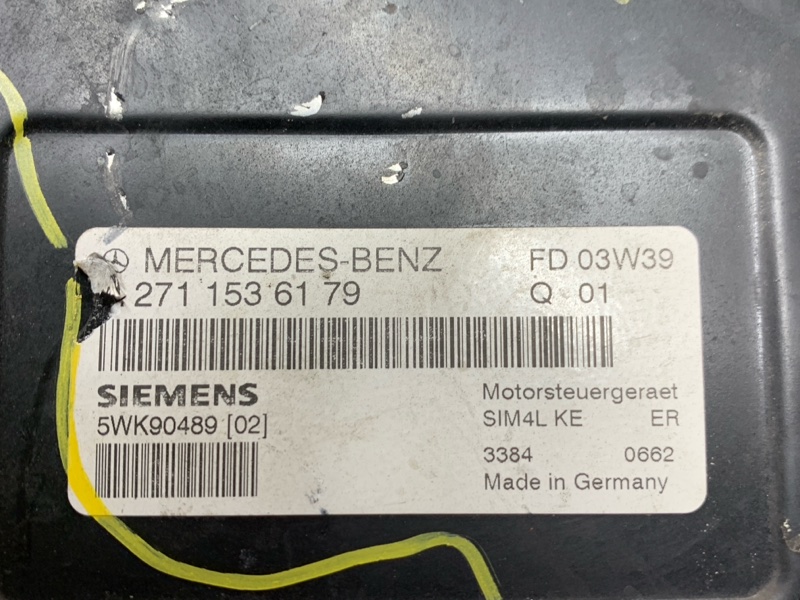 MERCEDES-BENZ FD 03W39
271 153 61 79 Q 01
SIEMENS Motorsteuergeraet
5WK90489 [02] SIM4L KE ER
3384 0662
Made in Germany